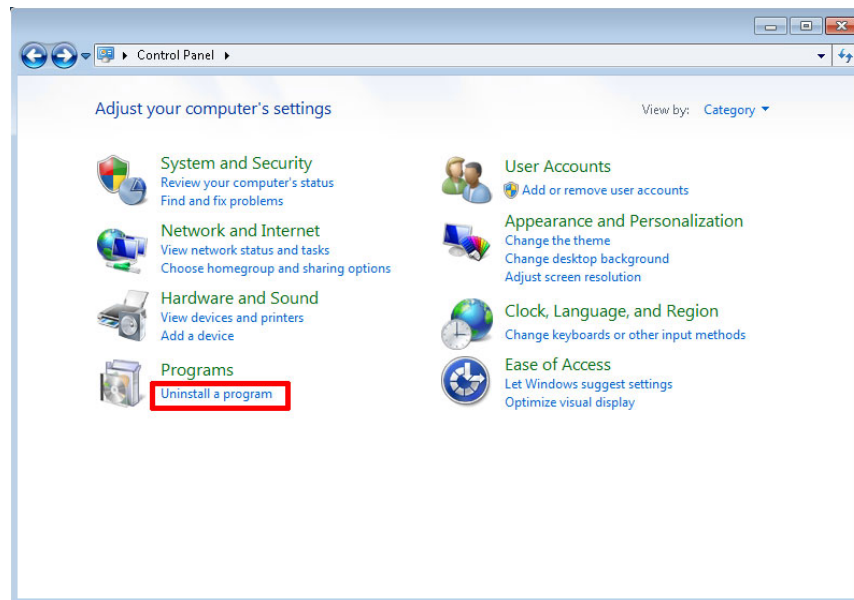 Control Panel
Adjust your computer's settings
View by: Category
System and Security
Review your computer's status
Find and fix problems
Network and Internet
View network status and tasks
Choose homegroup and sharing options
Hardware and Sound
View devices and printers
Add a device
Programs
Uninstall a program
User Accounts
Add or remove user accounts
Appearance and Personalization
Change the theme
Change desktop background
Adjust screen resolution
Clock, Language, and Region
Change keyboards or other input methods
Ease of Access
Let Windows suggest settings
Optimize visual display